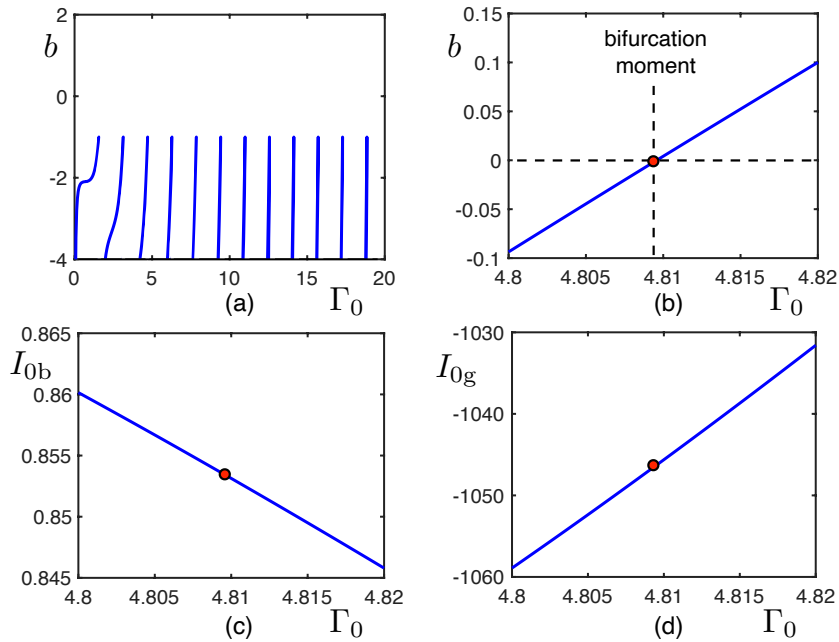 2
b
0
-2
-4
0
5
10
15
20
(a)
Γ0
0.15
b
bifurcation
moment
0.1
0.05
0
-0.05
-0.1
4.8
4.805
4.81
4.815
4.82
(b)
Γ0
0.865
I0b
0.86
0.855
0.85
0.845
4.8
4.805
4.81
4.815
4.82
(c)
Γ0
-1030
I0g
-1040
-1050
-1060
4.8
4.805
4.81
4.815
4.82
(d)
Γ0